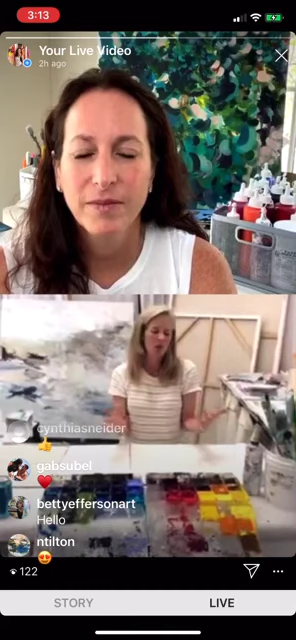 3:13
Your Live Video
2h ago
cynthiasneider
👍
gabsubel
❤️
bettyeffersonart
Hello
ntilton
😍
122
STORY
LIVE